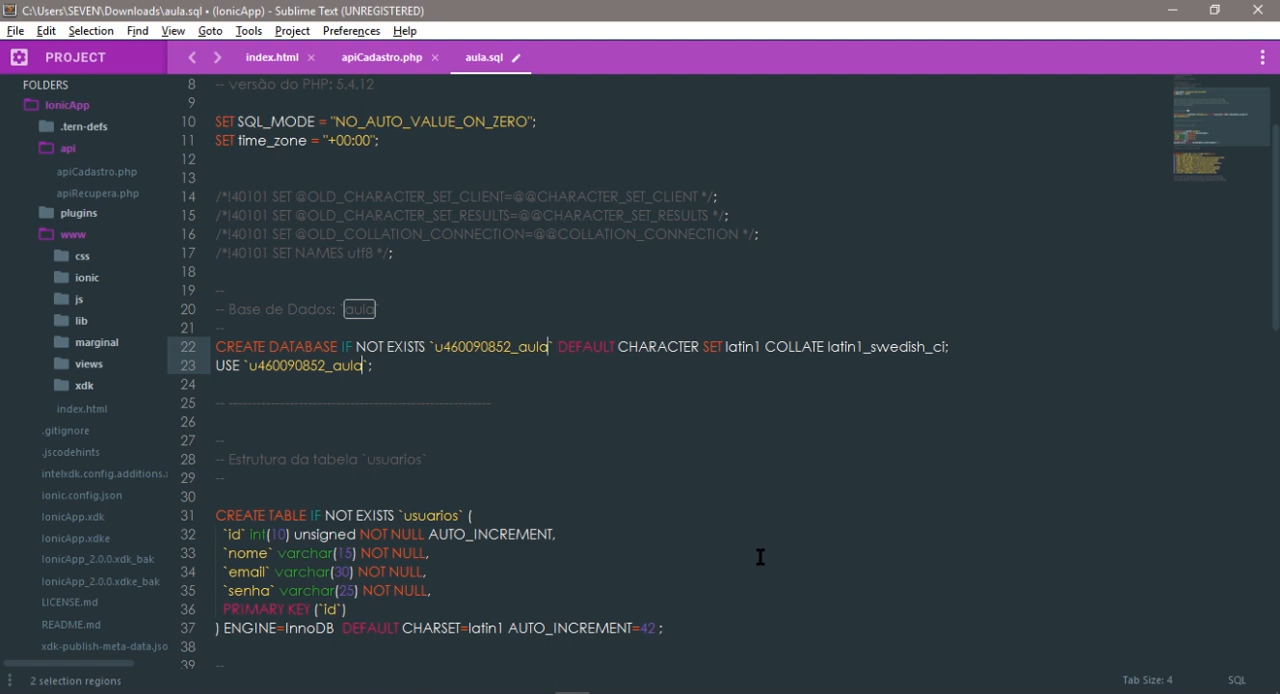 C:\Users\SEVEN\Downloads\aula.sql • (IonicApp) - Sublime Text (UNREGISTERED)
File Edit Selection Find View Goto Tools Project Preferences Help
PROJECT
index.html apiCadastro.php aula.sql
FOLDERS
IonicApp
.tern-defs
api
apiCadastro.php
apiRecupera.php
plugins
www
css
ionic
js
lib
marginal
views
xdk
index.html
.gitignore
.jscodehints
intelxdk.config.additions.
ionic.config.json
IonicApp.xdk
IonicApp.xdke
IonicApp_2.0.0.xdk_bak
IonicApp_2.0.0.xdke_bak
LICENSE.md
README.md
xdk-publish-meta-data.jso
8 -- versão do PHP: 5.4.12
9
10 SET SQL_MODE = "NO_AUTO_VALUE_ON_ZERO";
11 SET time_zone = "+00:00";
12
13
14 /*!40101 SET @OLD_CHARACTER_SET_CLIENT=@@CHARACTER_SET_CLIENT */;
15 /*!40101 SET @OLD_CHARACTER_SET_RESULTS=@@CHARACTER_SET_RESULTS */;
16 /*!40101 SET @OLD_COLLATION_CONNECTION=@@COLLATION_CONNECTION */;
17 /*!40101 SET NAMES utf8 */;
18
19 --
20 -- Base de Dados: `aula`
21 --
22 CREATE DATABASE IF NOT EXISTS `u460090852_aula` DEFAULT CHARACTER SET latin1 COLLATE latin1_swedish_ci;
23 USE `u460090852_aula`;
24
25 -- --------------------------------------------------------
26
27 --
28 -- Estrutura da tabela `usuarios`
29 --
30
31 CREATE TABLE IF NOT EXISTS `usuarios` (
32 `id` int(10) unsigned NOT NULL AUTO_INCREMENT,
33 `nome` varchar(15) NOT NULL,
34 `email` varchar(30) NOT NULL,
35 `senha` varchar(25) NOT NULL,
36 PRIMARY KEY (`id`)
37 ) ENGINE=InnoDB DEFAULT CHARSET=latin1 AUTO_INCREMENT=42 ;
38
39 --
2 selection regions
Tab Size: 4 SQL